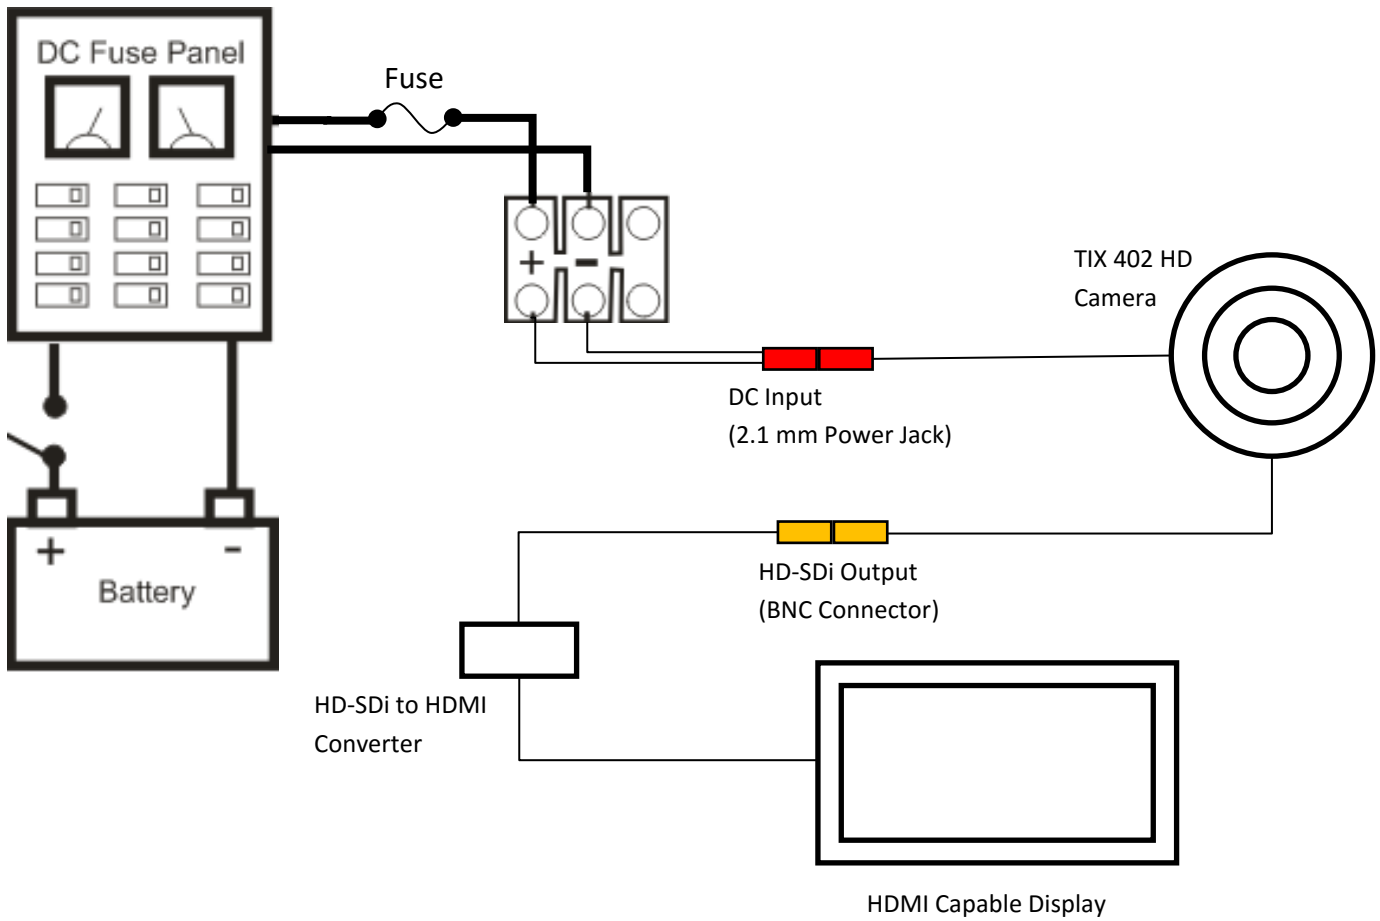 DC Fuse Panel
Fuse
+ -
TIX 402 HD
Camera
DC Input
(2.1 mm Power Jack)
+ -
Battery
HD-SDi Output
(BNC Connector)
HD-SDi to HDMI
Converter
HDMI Capable Display